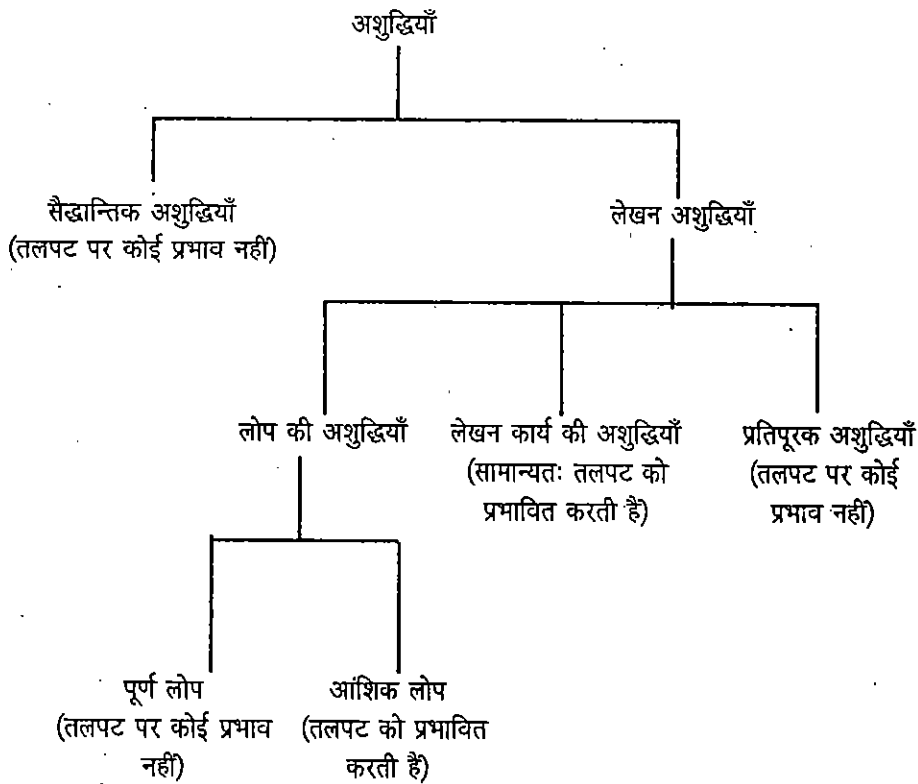 अशुद्धियाँ
सैद्धान्तिक अशुद्धियाँ
(तलपट पर कोई प्रभाव नहीं)
लेखन अशुद्धियाँ
लोप की अशुद्धियाँ
लेखन कार्य की अशुद्धियाँ
(सामान्यतः तलपट को
प्रभावित करती हैं)
प्रतिपूरक अशुद्धियाँ
(तलपट पर कोई
प्रभाव नहीं)
पूर्ण लोप
(तलपट पर कोई प्रभाव
नहीं)
आंशिक लोप
(तलपट को प्रभावित
करती हैं)